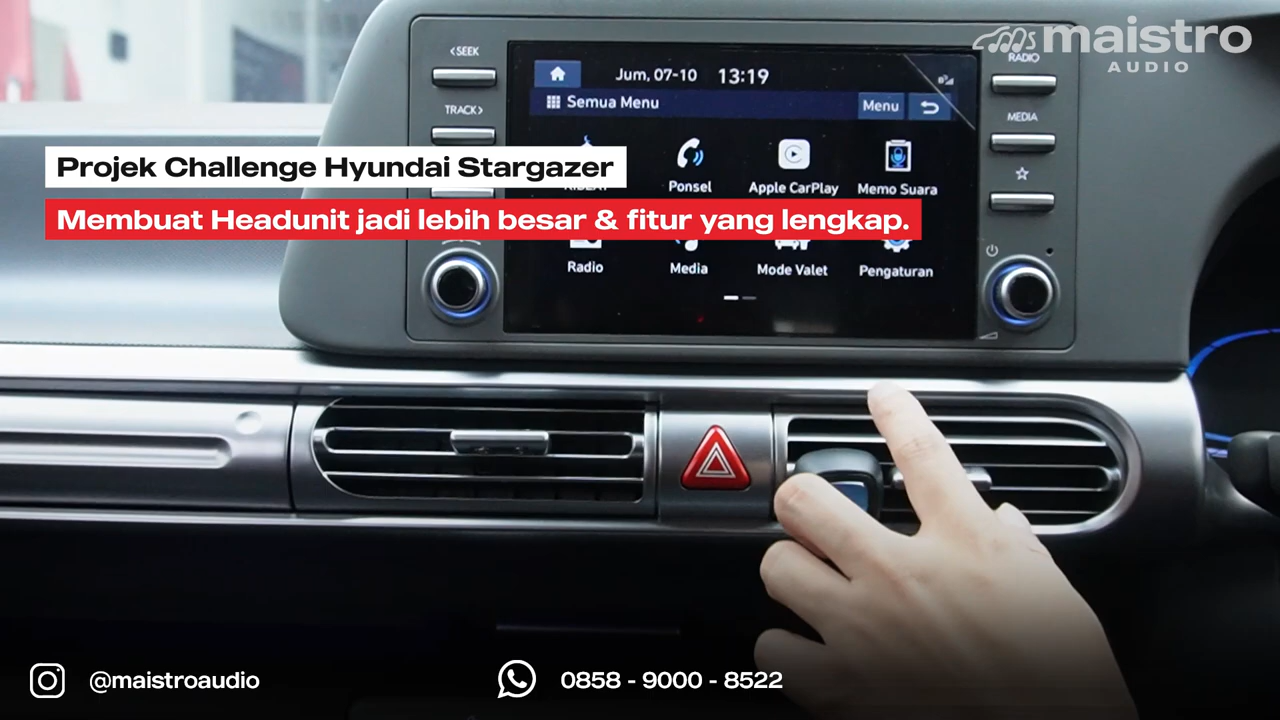 maistro
AUDIO
<SEEK
TRACK>
RADIO
MEDIA
Jum, 07-10 13:19
Semua Menu
Menu
Projek Challenge Hyundai Stargazer
Membuat Headunit jadi lebih besar & fitur yang lengkap.
Ponsel
Apple CarPlay
Memo Suara
Radio
Media
Mode Valet
Pengaturan
@maistroaudio
0858 - 9000 - 8522